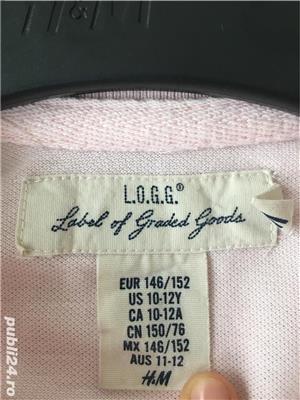 H&M
L.O.G.G.®
Label of Graded Goods
EUR 146/152
US 10-12Y
CA 10-12A
CN 150/76
MX 146/152
AUS 11-12
H&M
publi24.ro